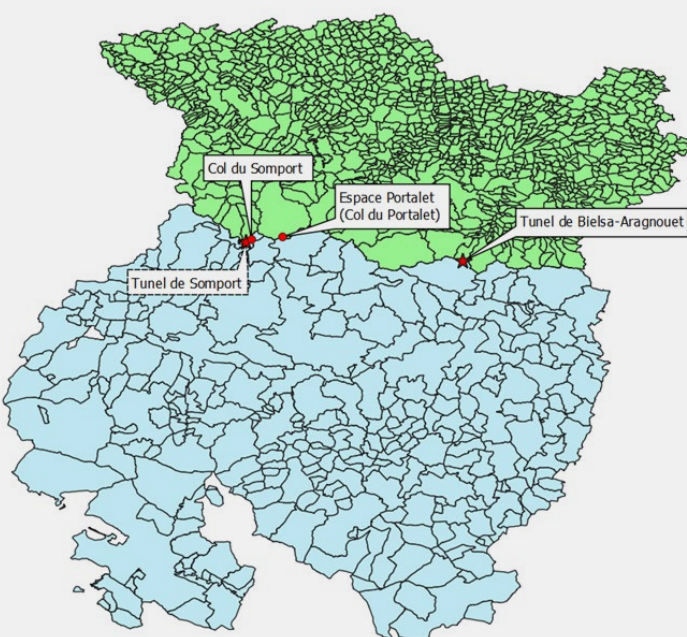 Col du Somport
Espace Portalet
(Col du Portalet)
Tunel de Bielsa-Aragnouet
Tunel de Somport